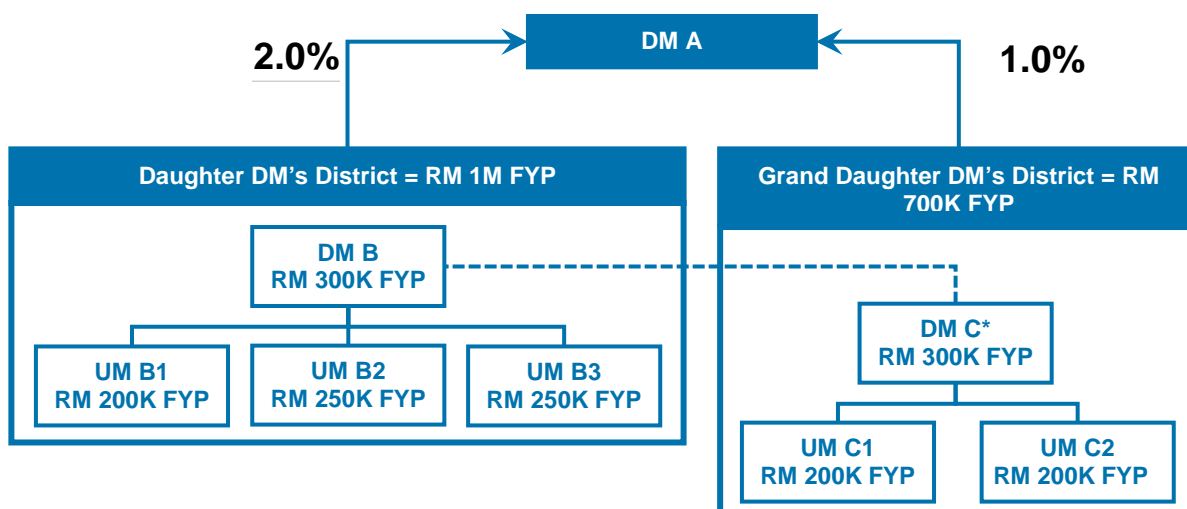 DM A
2.0%
1.0%
Daughter DM's District = RM 1M FYP
Grand Daughter DM's District = RM
700K FYP
DM B
RM 300K FYP
DM C*
RM 300K FYP
UM B1
RM 200K FYP
UM B2
RM 250K FYP
UM B3
RM 250K FYP
UM C1
RM 200K FYP
UM C2
RM 200K FYP